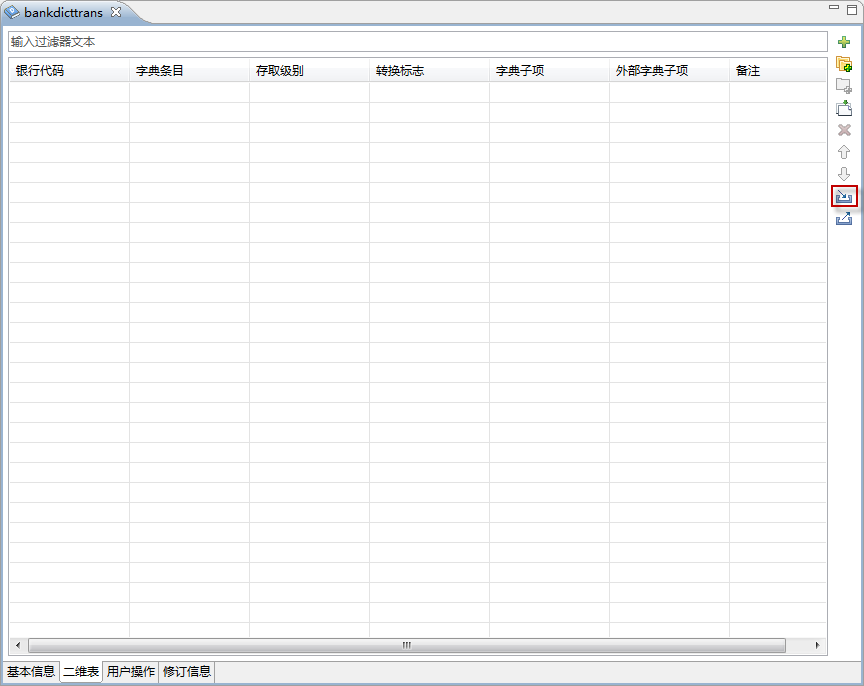 bankdicttrans
输入过滤器文本
银行代码 字典条目 存取级别 转换标志 字典子项 外部字典子项 备注
基本信息 二维表 用户操作 修订信息